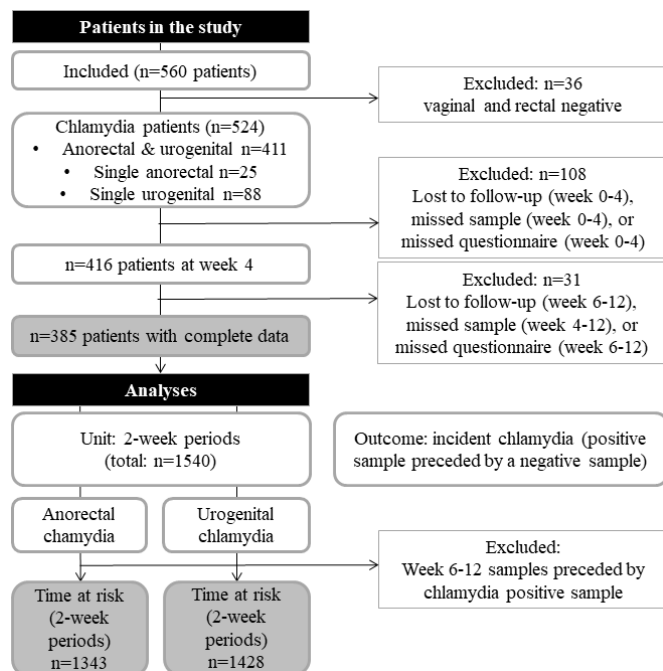 Patients in the study
Included (n=560 patients)
Excluded: n=36
vaginal and rectal negative
Chlamydia patients (n=524)
• Anorectal & urogenital n=411
• Single anorectal n=25
• Single urogenital n=88
Excluded: n=108
Lost to follow-up (week 0-4),
missed sample (week 0-4), or
missed questionnaire (week 0-4)
n=416 patients at week 4
Excluded: n=31
Lost to follow-up (week 6-12),
missed sample (week 4-12), or
missed questionnaire (week 6-12)
n=385 patients with complete data
Analyses
Unit: 2-week periods
(total: n=1540)
Outcome: incident chlamydia (positive
sample preceded by a negative sample)
Anorectal
chamydia
Urogenital
chlamydia
Excluded:
Week 6-12 samples preceded by
chlamydia positive sample
Time at risk
(2-week
periods)
n=1343
Time at risk
(2-week
periods)
n=1428